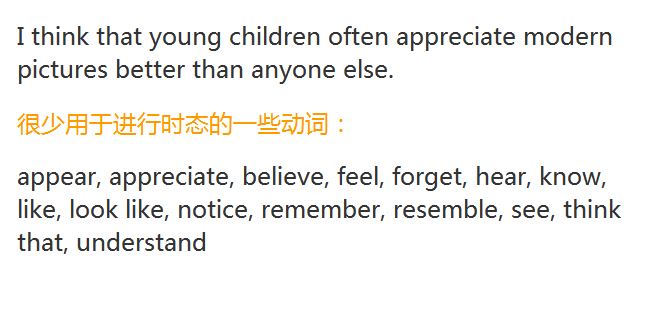 I think that young children often appreciate modern
pictures better than anyone else.
很少用于进行时态的一些动词：
appear, appreciate, believe, feel, forget, hear, know,
like, look like, notice, remember, resemble, see, think
that, understand